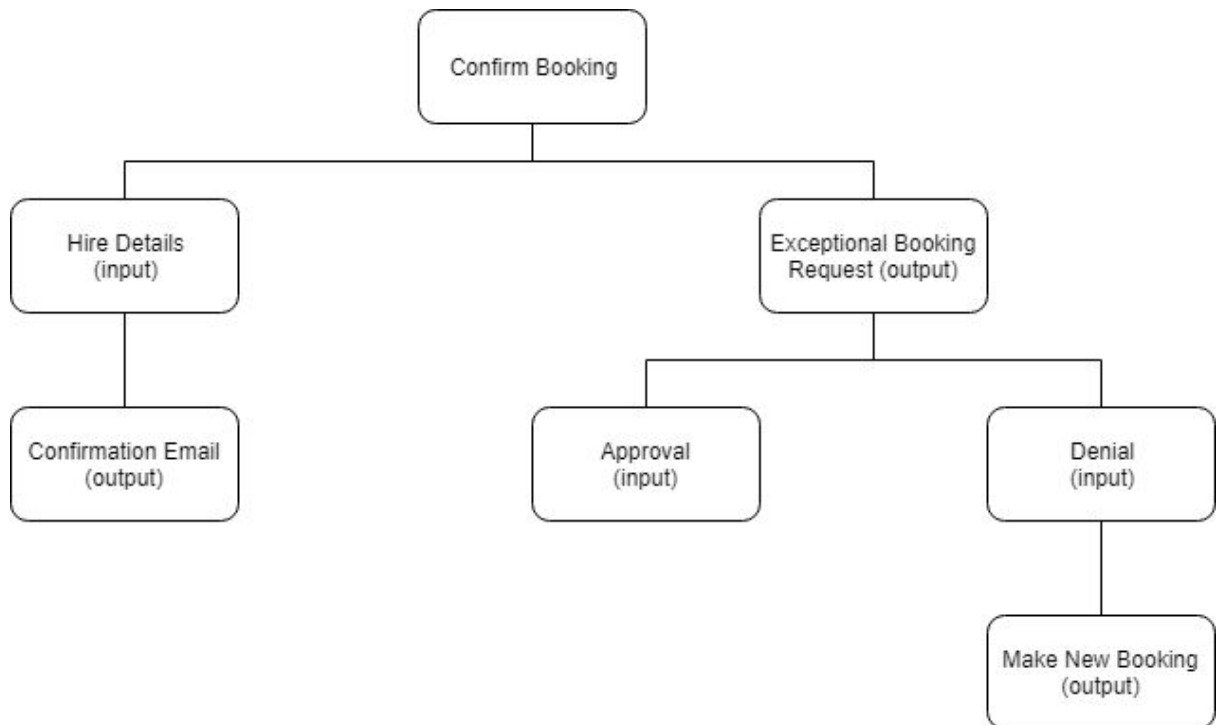 Confirm Booking
Hire Details
(input)
Exceptional Booking
Request (output)
Confirmation Email
(output)
Approval
(input)
Denial
(input)
Make New Booking
(output)